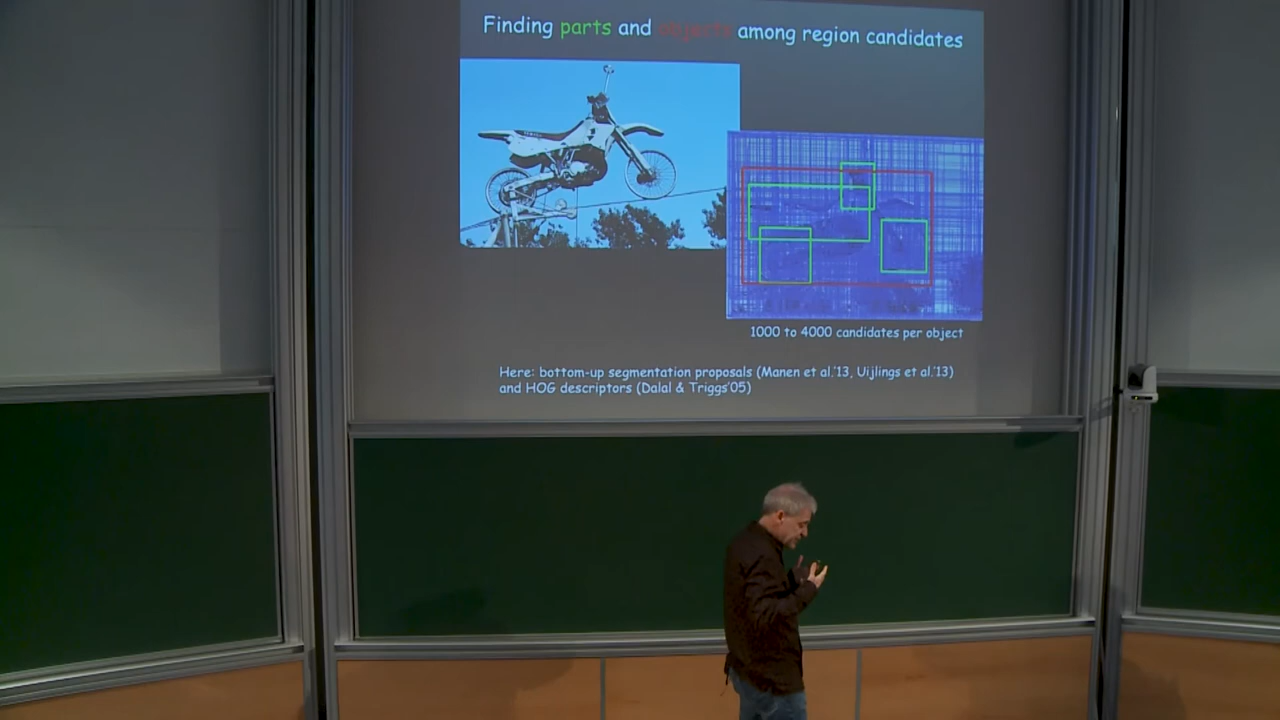 Finding parts and objects among region candidates
1000 to 4000 candidates per object
Here: bottom-up segmentation proposals (Manen et al.'13, Uijlings et al.'13)
and HOG descriptors (Dalal & Triggs'05)